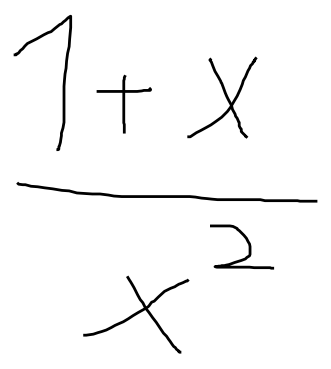 1 + x
x²